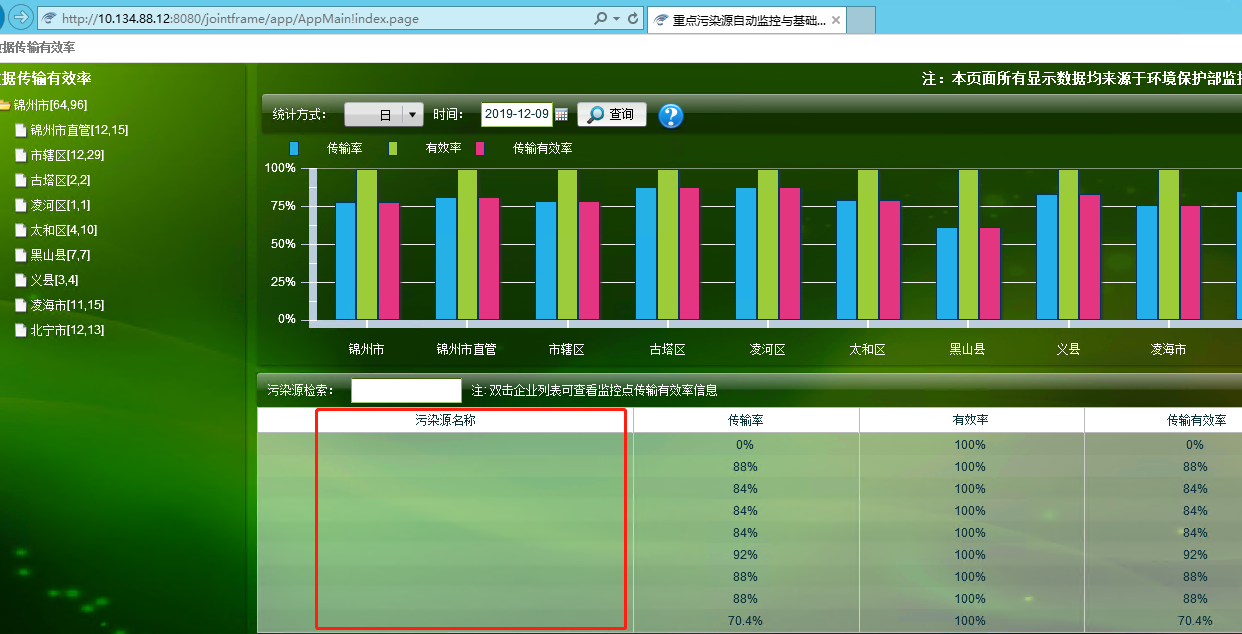 http://10.134.88.12:8080/jointframe/app/AppMain!index.page
重点污染源自动监控与基础...
据传输有效率
据传输有效率
注：本页面所有显示数据均来源于环境保护部监
锦州市[64,96]
锦州市直管[12,15]
市辖区[12,29]
古塔区[2,2]
凌河区[1,1]
太和区[4,10]
黑山县[7,7]
义县[3,4]
凌海市[11,15]
北宁市[12,13]
统计方式： 日 时间： 2019-12-09 查询 ?
传输率 有效率 传输有效率
100%
75%
50%
25%
0%
锦州市 锦州市直管 市辖区 古塔区 凌河区 太和区 黑山县 义县 凌海市
污染源检索： 注: 双击企业列表可查看监控点传输有效率信息
污染源名称 传输率 有效率 传输有效率
0% 100% 0%
88% 100% 88%
84% 100% 84%
84% 100% 84%
84% 100% 84%
92% 100% 92%
88% 100% 88%
88% 100% 88%
70.4% 100% 70.4%